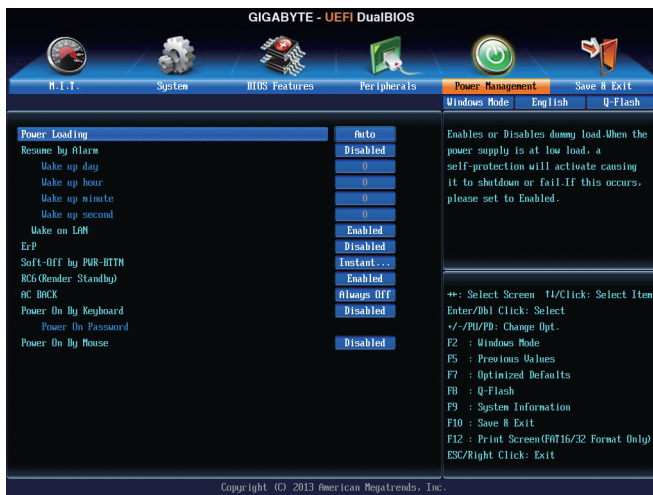 GIGABYTE - UEFI DualBIOS
M.I.T. System BIOS Features Peripherals Power Management Save & Exit
Windows Mode English Q-Flash
Power Loading Auto
Resume by Alarm Disabled
Wake up day 0
Wake up hour 0
Wake up minute 0
Wake up second 0
Wake on LAN Enabled
ErP Disabled
Soft-Off by PWR-BTTN Instant...
RC6(Render Standby) Enabled
AC BACK Always Off
Power On By Keyboard Disabled
Power On Password
Power On By Mouse Disabled
Enables or Disables dummy load.When the
power supply is at low load, a
self-protection will activate causing
it to shutdown or fail.If this occurs,
please set to Enabled.
→←: Select Screen ↑↓/Click: Select Item
Enter/Dbl Click: Select
+/-/PU/PD: Change Opt.
F2 : Windows Mode
F5 : Previous Values
F7 : Optimized Defaults
F8 : Q-Flash
F9 : System Information
F10 : Save & Exit
F12 : Print Screen(FAT16/32 Format Only)
ESC/Right Click: Exit
Copyright (C) 2013 American Megatrends, Inc.